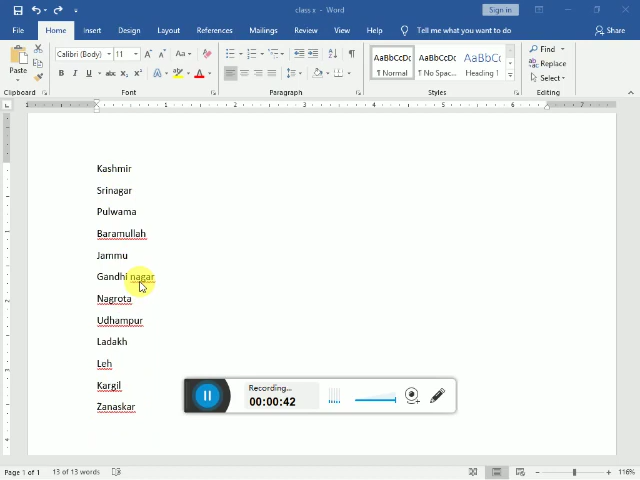 class x - Word
Sign in
File Home Insert Design Layout References Mailings Review View Help Tell me what you want to do Share
Paste
Calibri (Body) 11
AaBbCcDc AaBbCcDc AaBbCc
¶ Normal ¶ No Spac... Heading 1
Find
Replace
Select
Clipboard Font Paragraph Styles Editing
Kashmir
Srinagar
Pulwama
Baramullah
Jammu
Gandhi nagar
Nagrota
Udhampur
Ladakh
Leh
Kargil
Zanaskar
Recording...
00:00:42
Page 1 of 1 13 of 13 words 116%